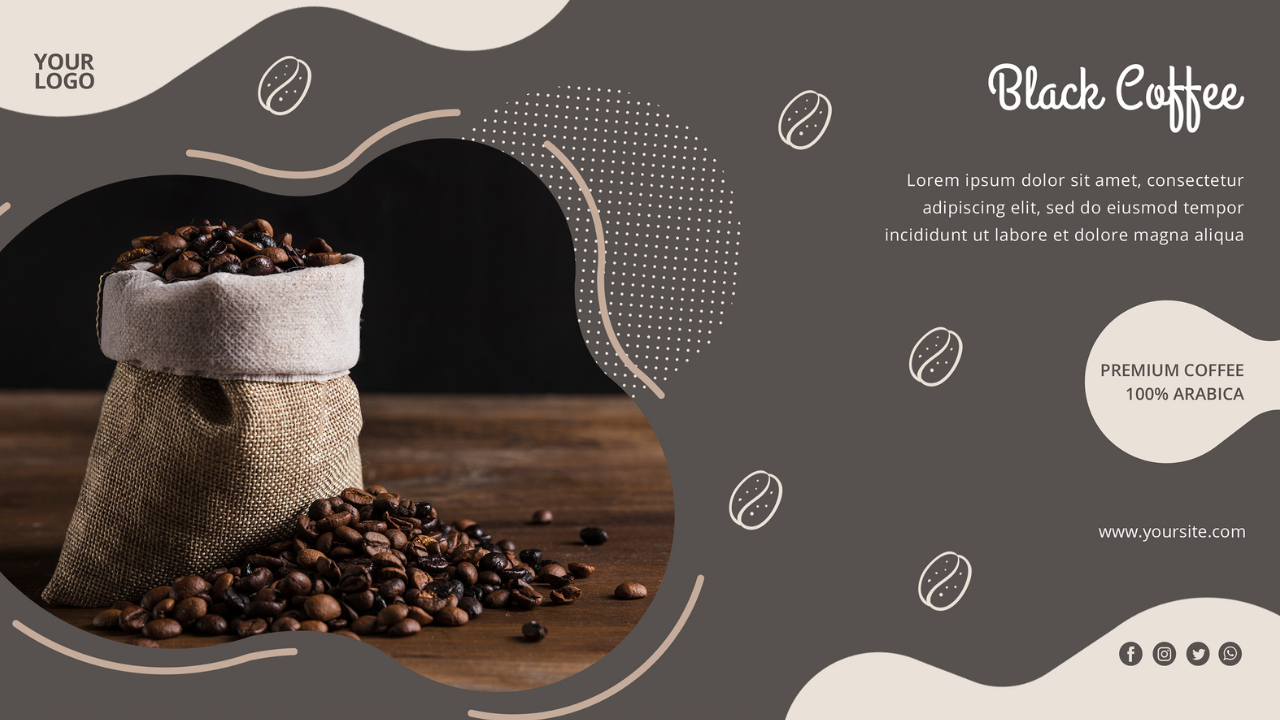 YOUR
LOGO
Black Coffee
Lorem ipsum dolor sit amet, consectetur
adipiscing elit, sed do eiusmod tempor
incididunt ut labore et dolore magna aliqua
PREMIUM COFFEE
100% ARABICA
www.yoursite.com